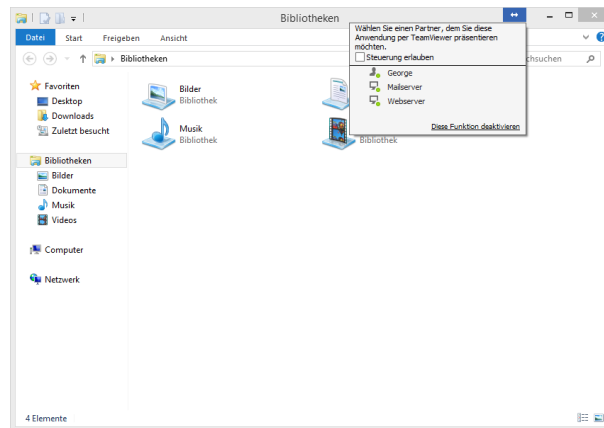 Bibliotheken
Wählen Sie einen Partner, dem Sie diese
Anwendung per TeamViewer präsentieren
möchten.
Steuerung erlauben
George
Mailserver
Webserver
Diese Funktion deaktivieren
Datei Start Freigeben Ansicht
Bibliotheken
chsuchen
Favoriten
Desktop
Downloads
Zuletzt besucht
Bibliotheken
Bilder
Dokumente
Musik
Videos
Computer
Netzwerk
Bilder
Bibliothek
Musik
Bibliothek
Bibliothek
4 Elemente